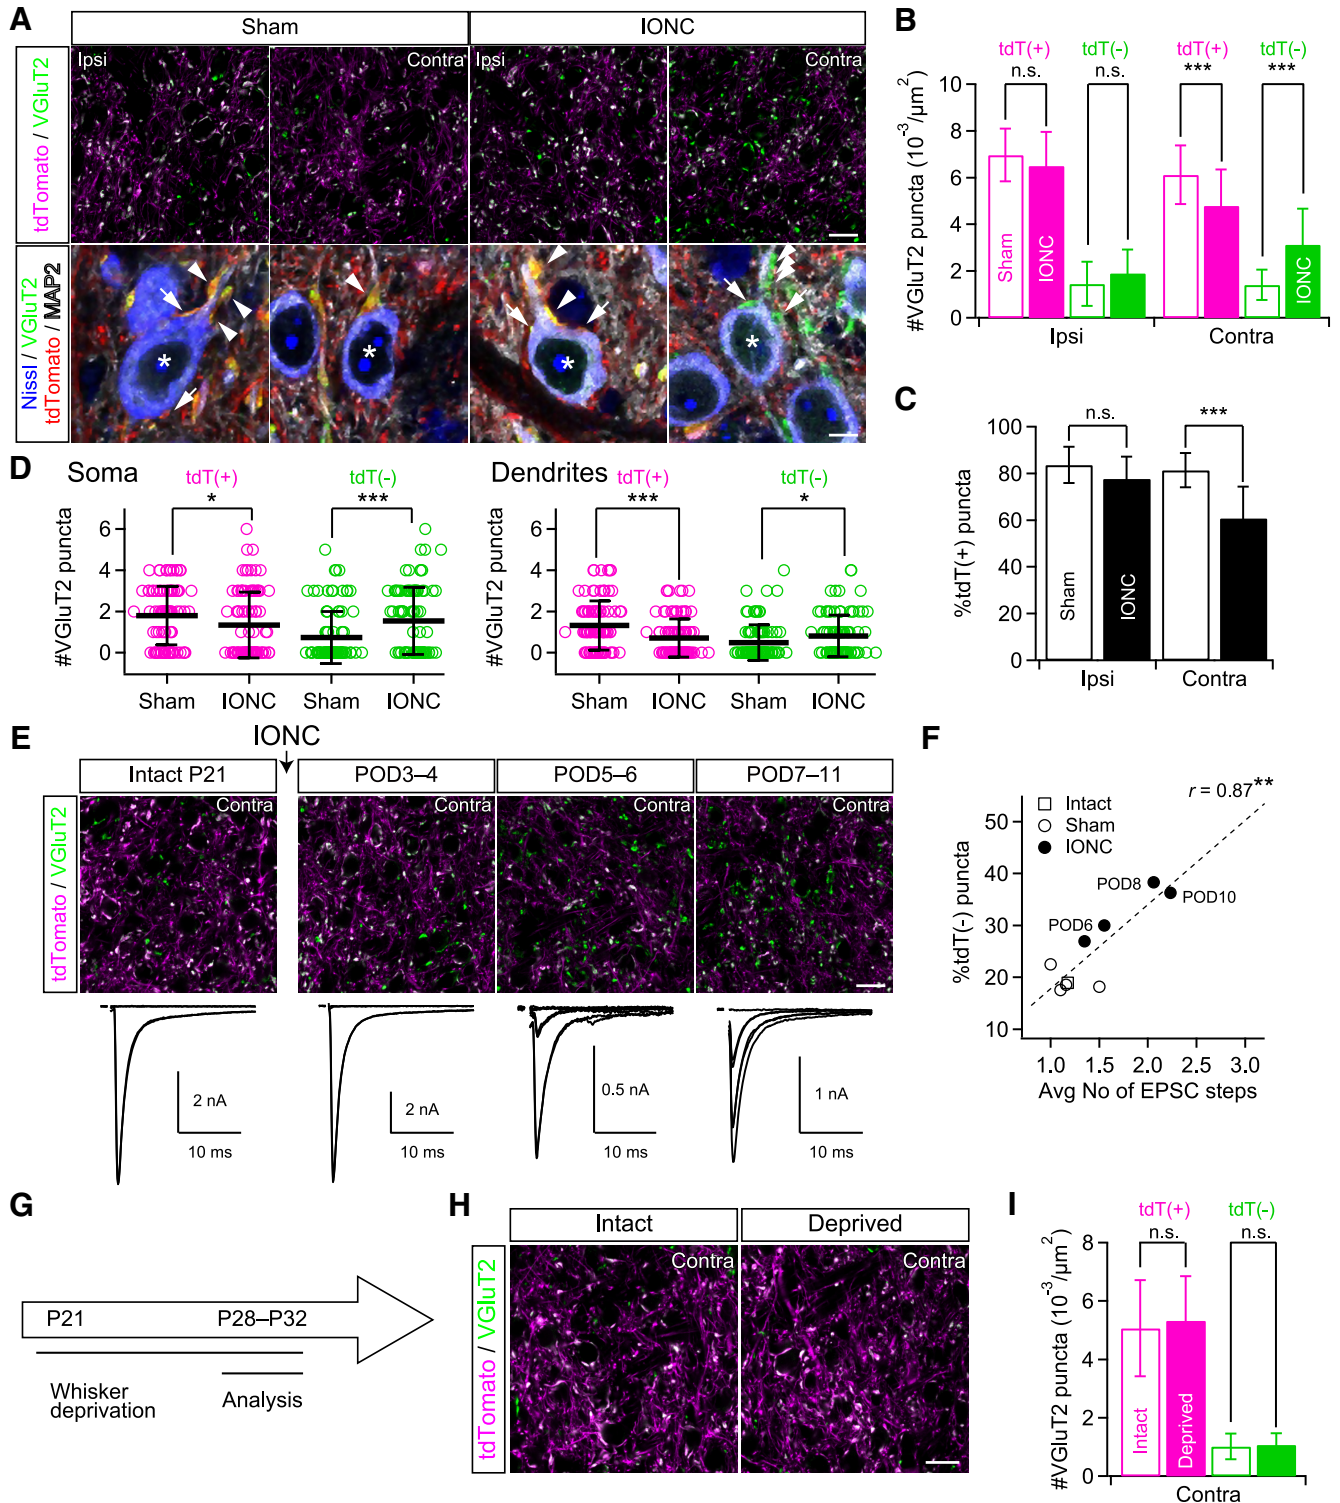 A
Sham
IONC
tdTomato / VGluT2
Ipsi
Contra
Ipsi
Contra
Nissl / VGluT2
tdTomato / MAP2
*
*
*
*
B
tdT(+)
tdT(-)
tdT(+)
tdT(-)
n.s.
n.s.
***
***
#VGluT2 puncta (10⁻³/µm²)
10
8
6
4
2
0
Sham
IONC
IONC
Ipsi
Contra
C
n.s.
***
%tdT(+) puncta
100
80
60
40
20
0
Sham
IONC
Ipsi
Contra
D
Soma
tdT(+)
tdT(-)
*
***
#VGluT2 puncta
6
4
2
0
Sham
IONC
Sham
IONC
Dendrites
tdT(+)
tdT(-)
***
*
#VGluT2 puncta
6
4
2
0
Sham
IONC
Sham
IONC
E
IONC
Intact P21
POD3–4
POD5–6
POD7–11
tdTomato / VGluT2
Contra
Contra
Contra
Contra
2 nA
10 ms
2 nA
10 ms
0.5 nA
10 ms
1 nA
10 ms
F
r = 0.87**
Intact
Sham
IONC
%tdT(-) puncta
50
40
30
20
10
POD8
POD10
POD6
1.0 1.5 2.0 2.5 3.0
Avg No of EPSC steps
G
P21
P28–P32
Whisker
deprivation
Analysis
H
Intact
Deprived
tdTomato / VGluT2
Contra
Contra
I
tdT(+)
tdT(-)
n.s.
n.s.
#VGluT2 puncta (10⁻³/µm²)
8
6
4
2
0
Intact
Deprived
Contra